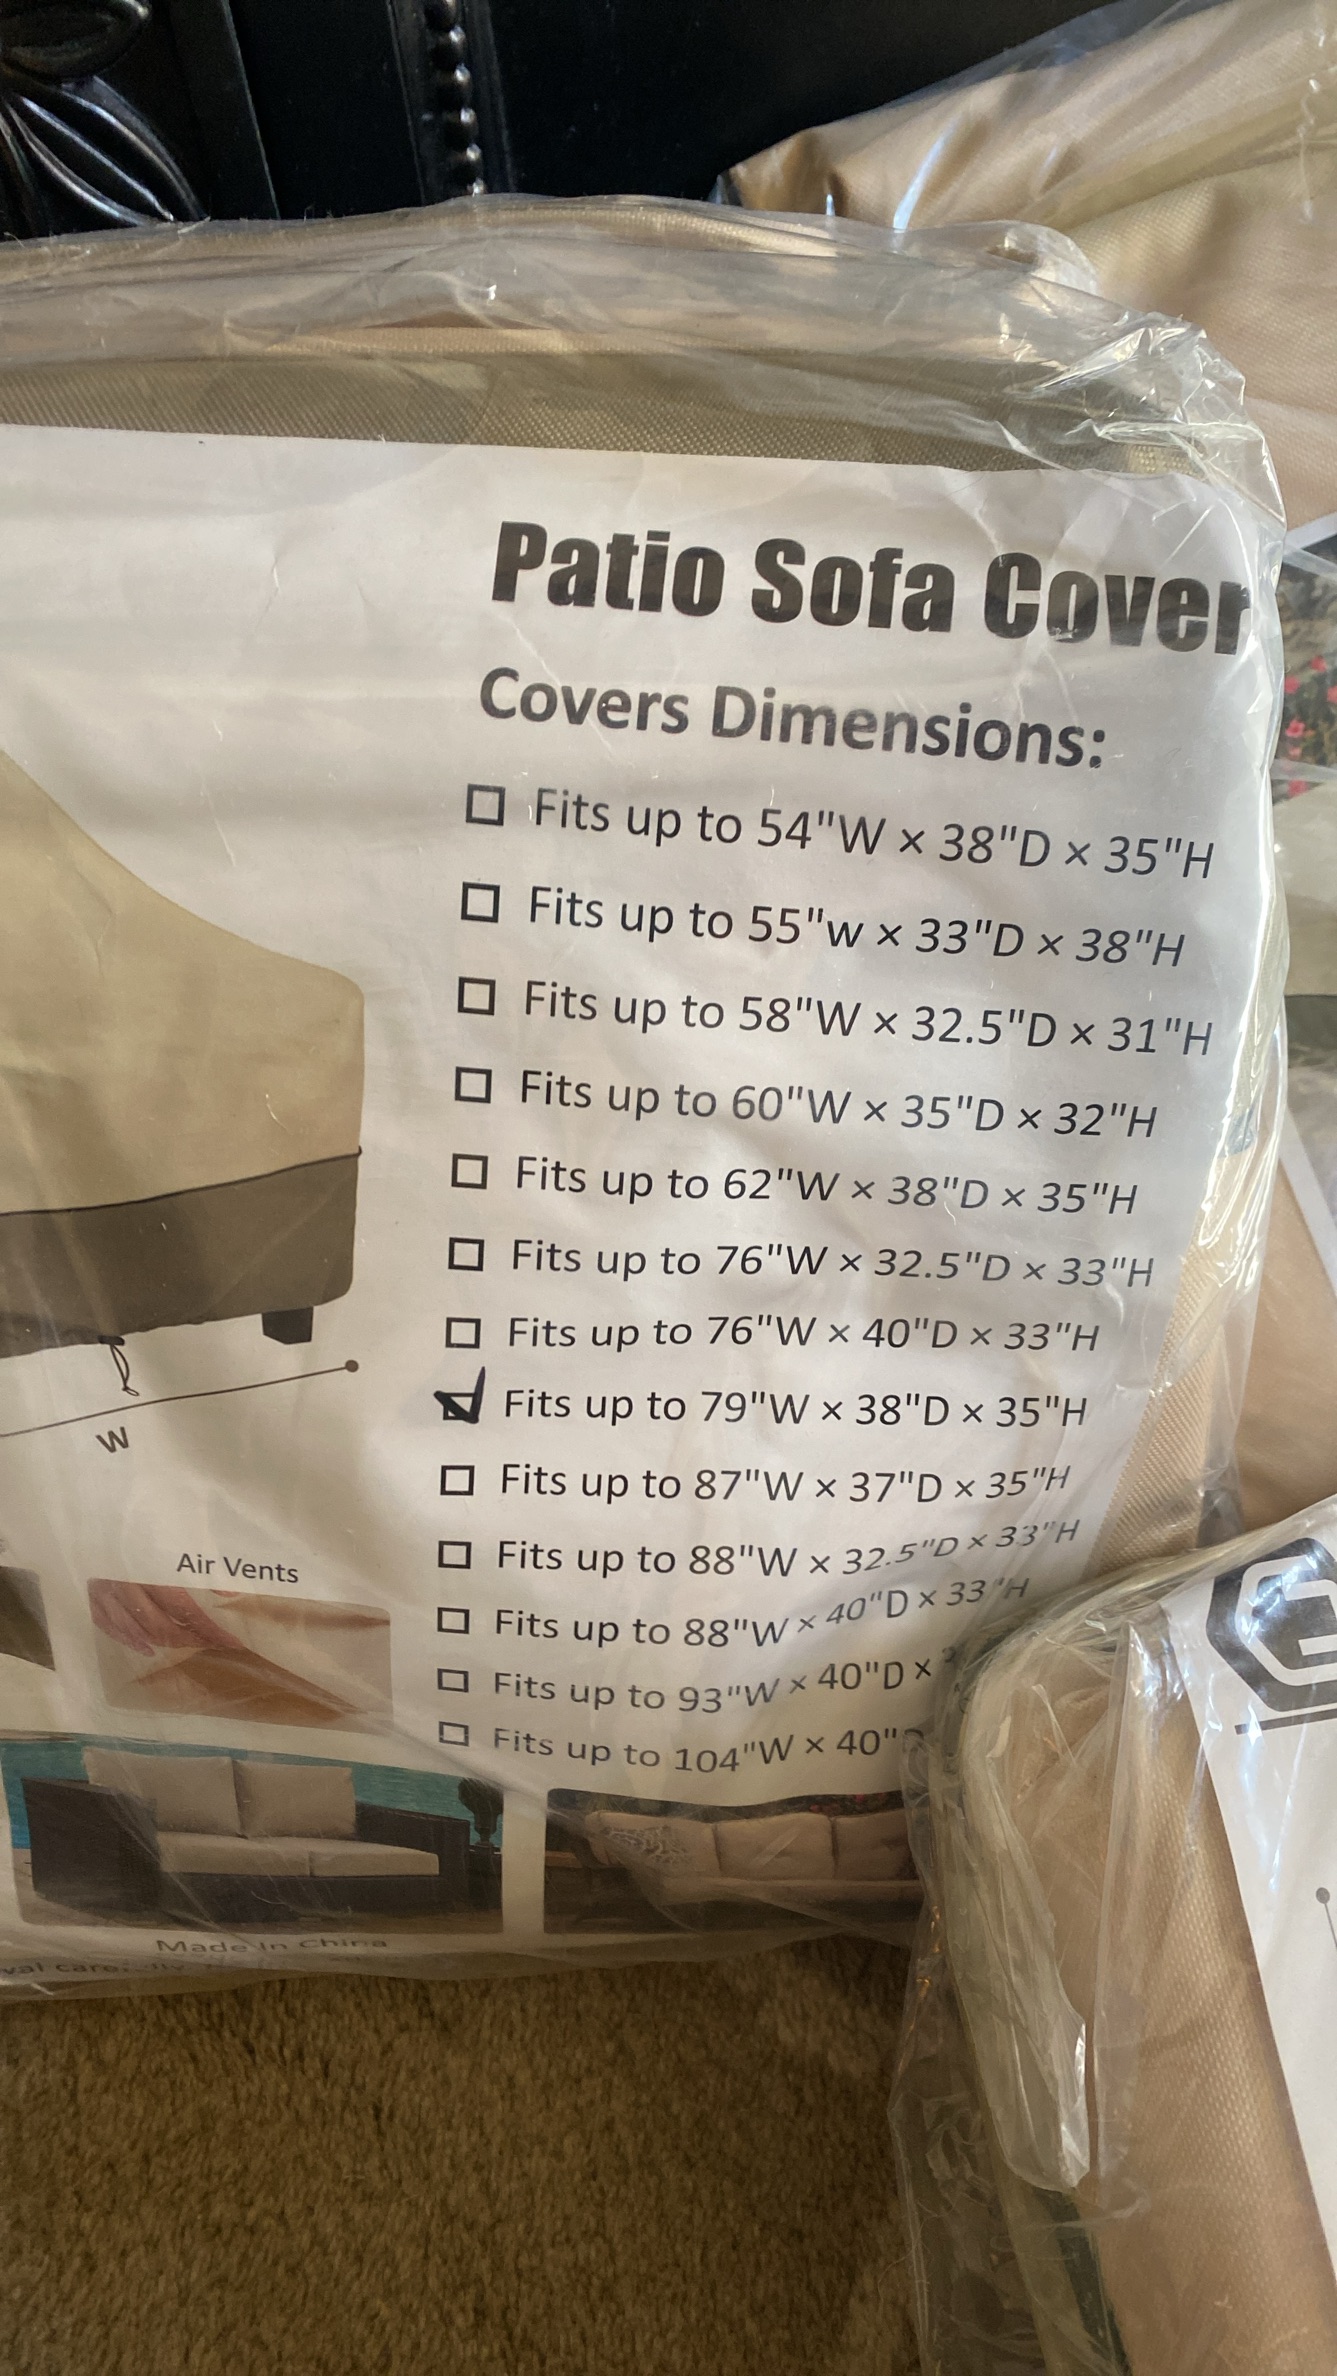 Patio Sofa Cover
Covers Dimensions:
Fits up to 54"W × 38"D × 35"H
Fits up to 55"w × 33"D × 38"H
Fits up to 58"W × 32.5"D × 31"H
Fits up to 60"W × 35"D × 32"H
Fits up to 62"W × 38"D × 35"H
Fits up to 76"W × 32.5"D × 33"H
Fits up to 76"W × 40"D × 33"H
Fits up to 79"W × 38"D × 35"H
Fits up to 87"W × 37"D × 35"H
Fits up to 88"W × 32.5"D × 33"H
Fits up to 88"W × 40"D × 33"H
Fits up to 93"W × 40"D ×
Fits up to 104"W × 40"
W
Air Vents
Made In China